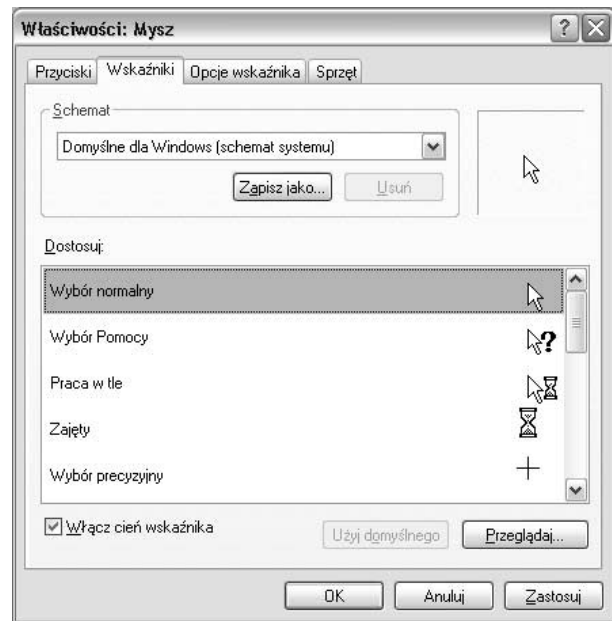 Właściwości: Mysz
Przyciski Wskaźniki Opcje wskaźnika Sprzęt
Schemat
Domyślne dla Windows (schemat systemu)
Zapisz jako... Usuń
Dostosuj:
Wybór normalny
Wybór Pomocy
Praca w tle
Zajęty
Wybór precyzyjny
Włącz cień wskaźnika
Użyj domyślnego Przeglądaj...
OK Anuluj Zastosuj